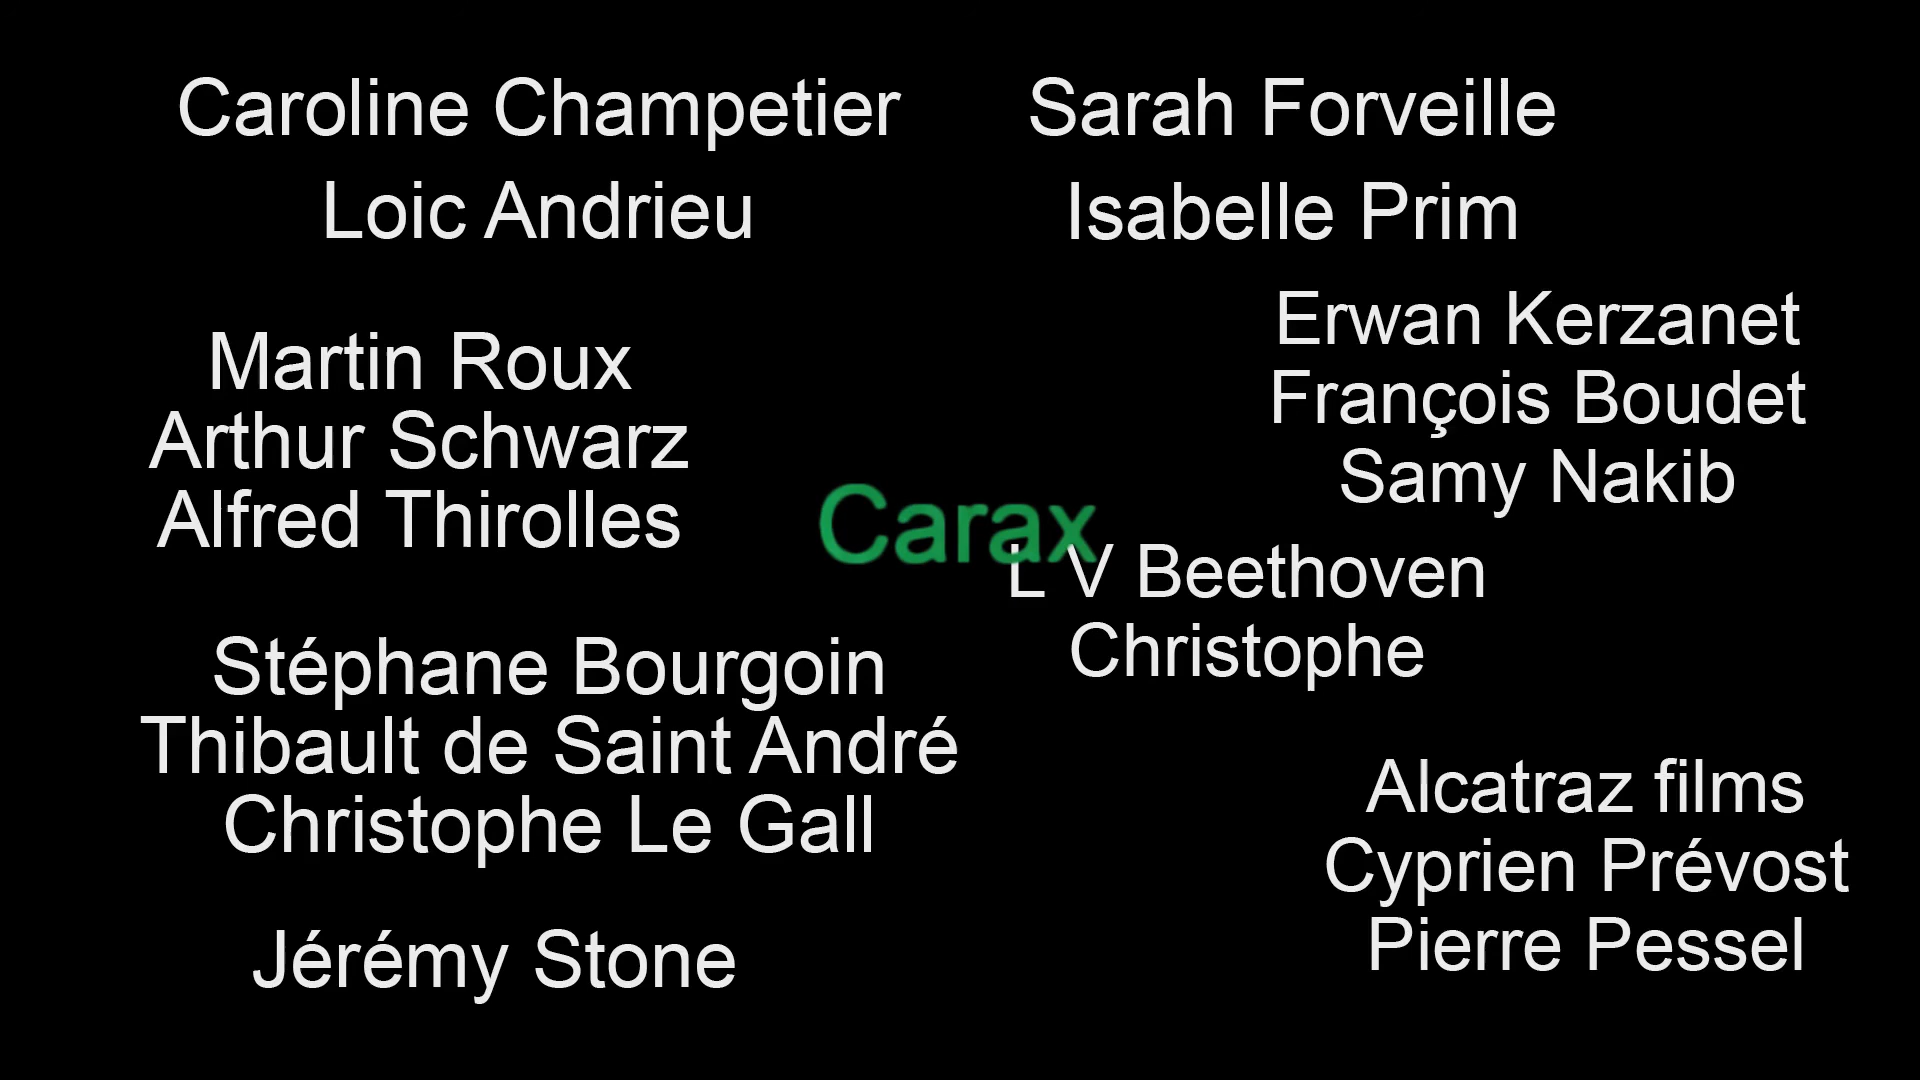 Caroline Champetier
Loic Andrieu
Martin Roux
Arthur Schwarz
Alfred Thirolles
Stéphane Bourgoin
Thibault de Saint André
Christophe Le Gall
Jérémy Stone
Carax
Sarah Forveille
Isabelle Prim
Erwan Kerzanet
François Boudet
Samy Nakib
L V Beethoven
Christophe
Alcatraz films
Cyprien Prévost
Pierre Pessel